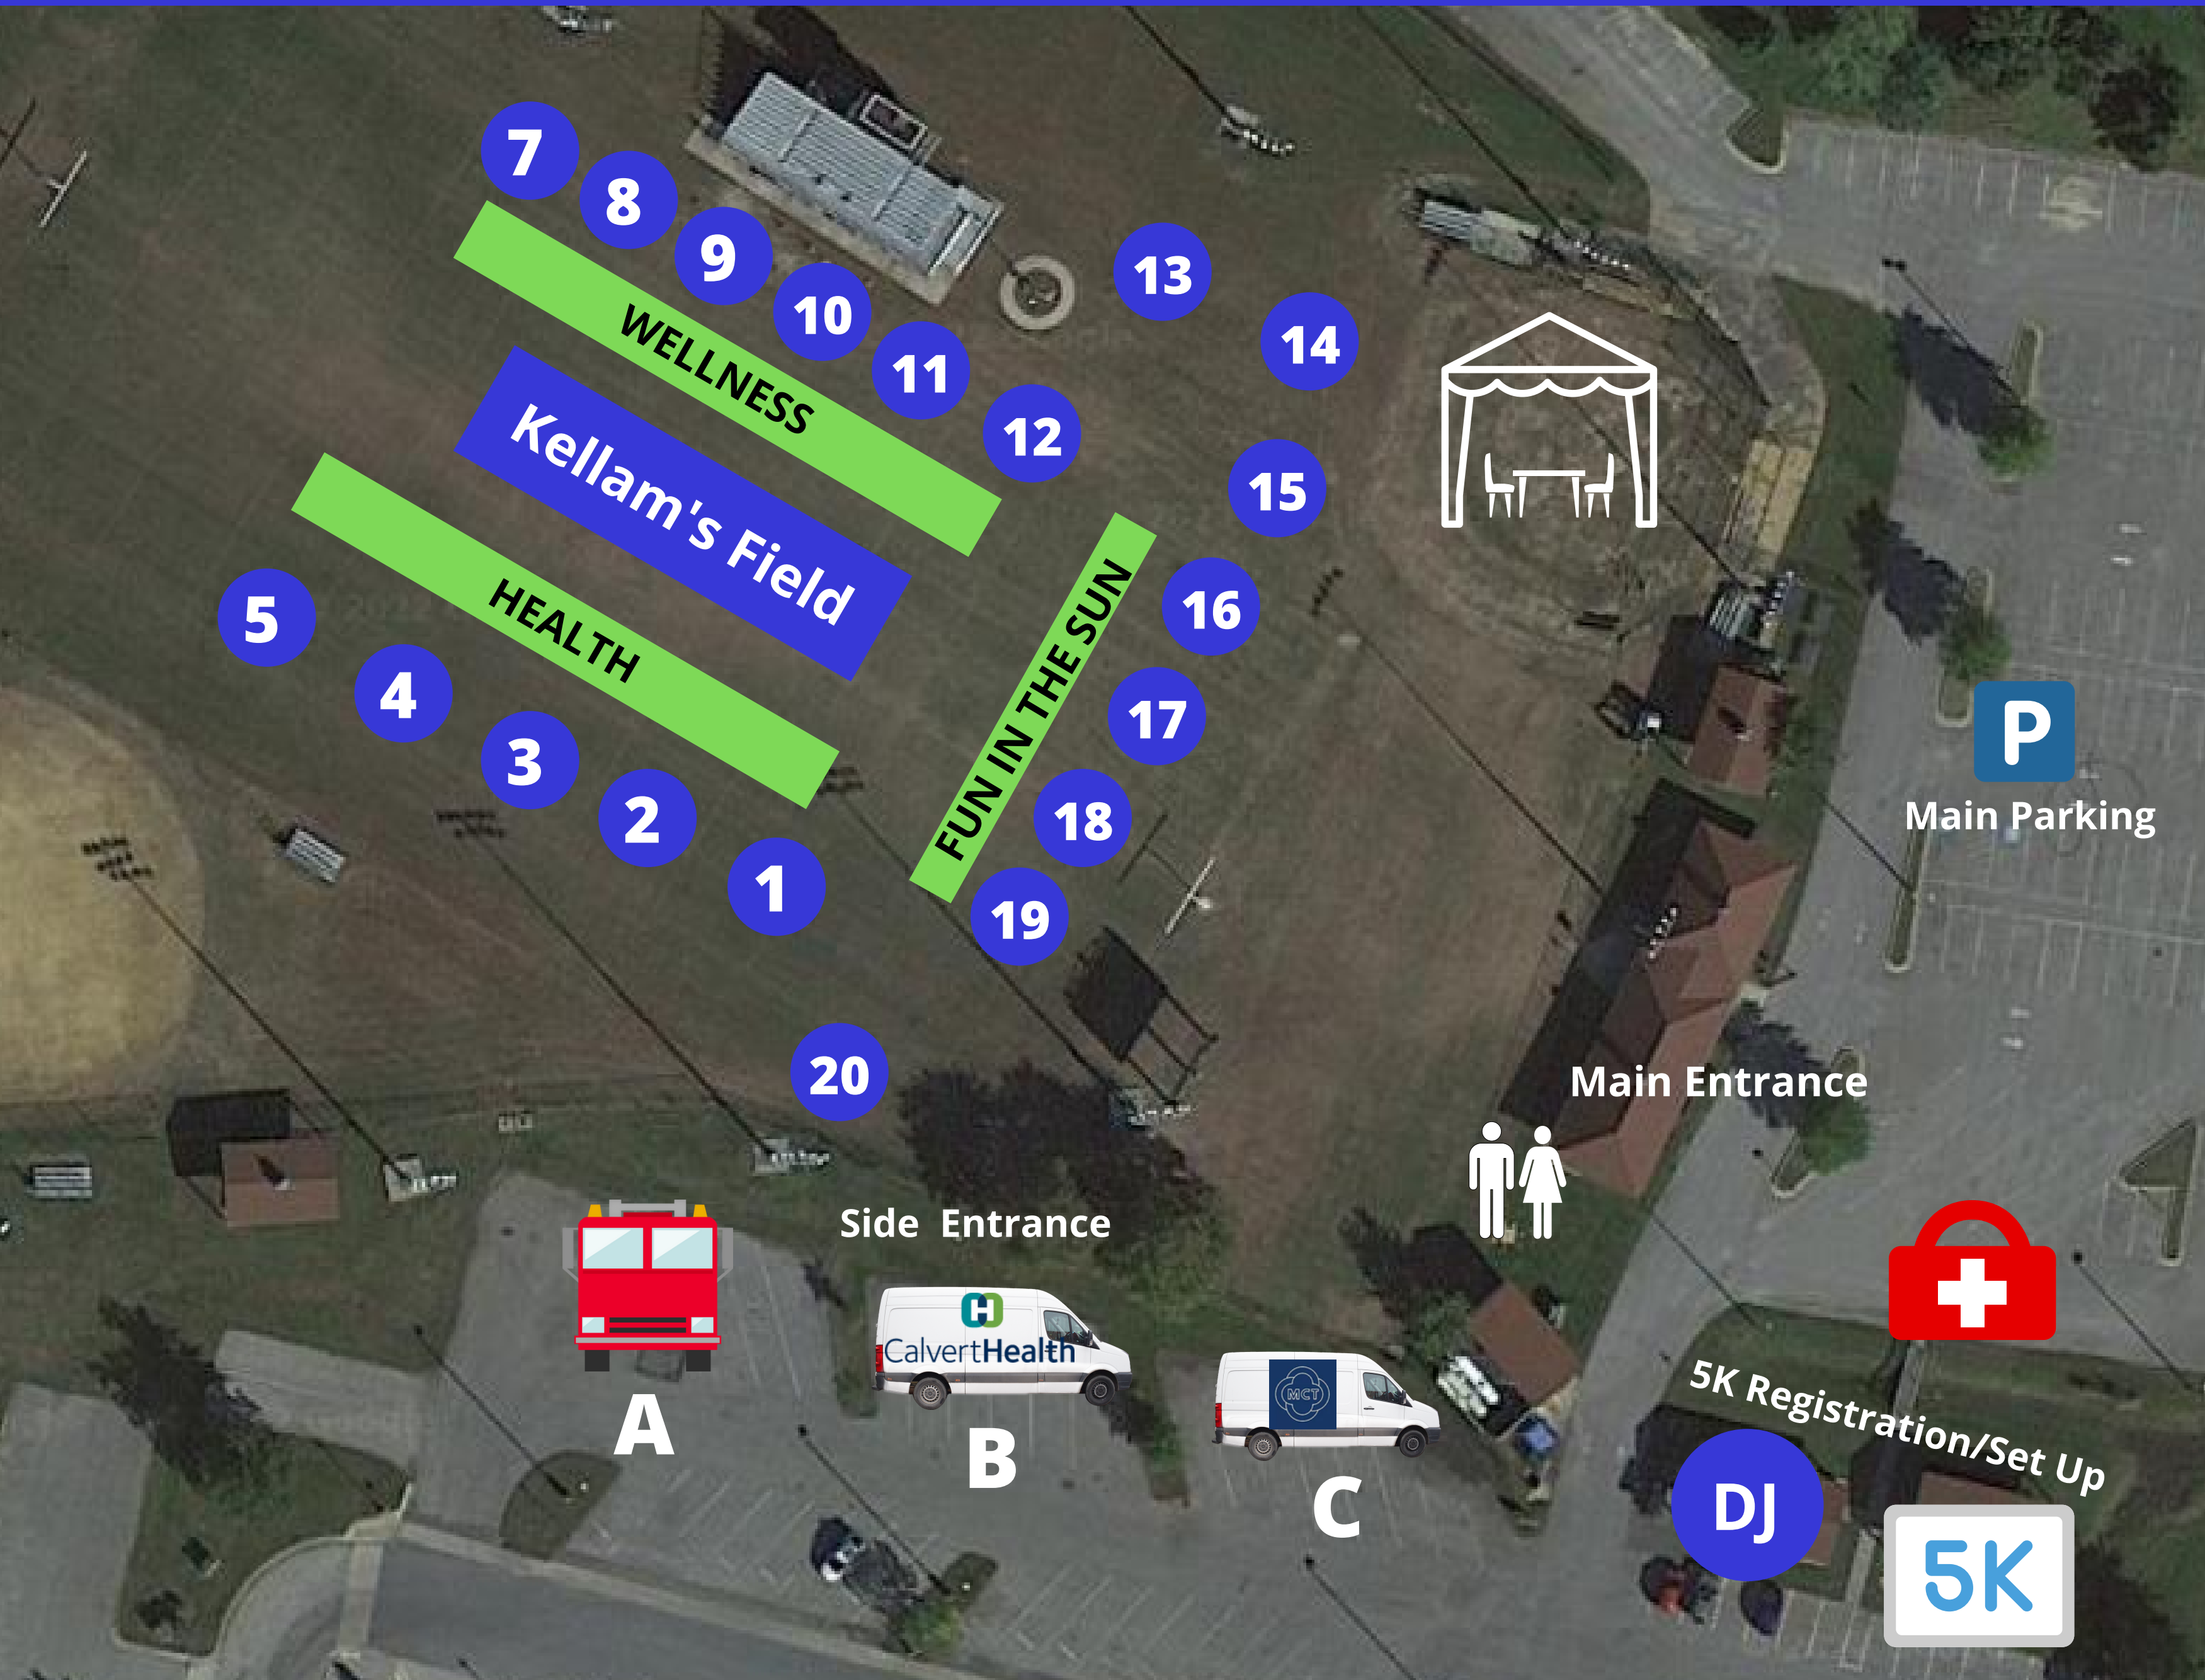 7
8
9
10
11
12
13
14
15
16
17
18
19
20
WELLNESS
Kellam's Field
HEALTH
FUN IN THE SUN
5
4
3
2
1
P
Main Parking
Main Entrance
Side Entrance
H
CalvertHealth
MCT
A
B
C
5K Registration/Set Up
DJ
5K